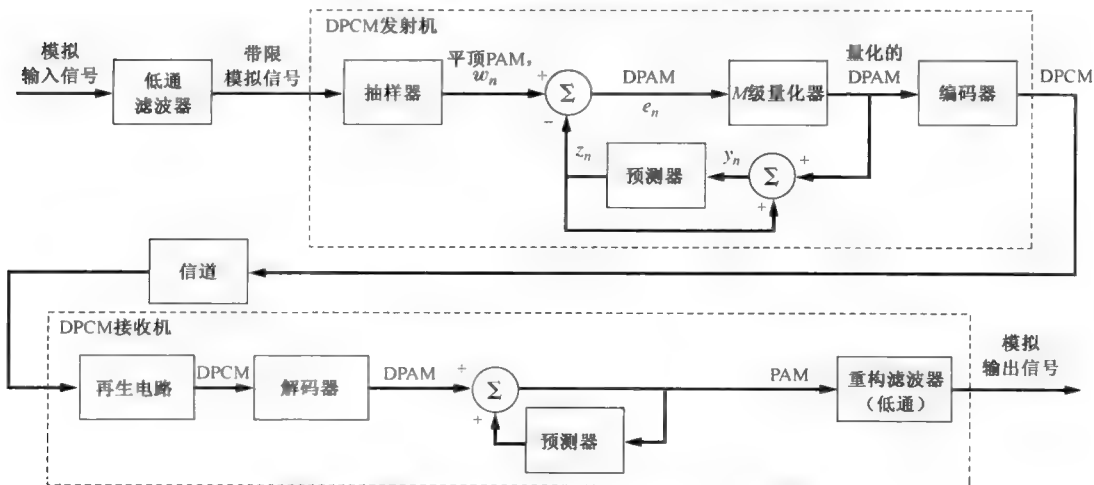 DPCM发射机
模拟
输入信号
低通
滤波器
带限
模拟信号
抽样器
平顶PAM,
wₙ
+
−
Σ
DPAM
eₙ
M级量化器
量化的
DPAM
编码器
DPCM
zₙ
预测器
yₙ
Σ
+
+
信道
DPCM接收机
再生电路
DPCM
解码器
DPAM
+
+
Σ
预测器
PAM
重构滤波器
(低通)
模拟
输出信号